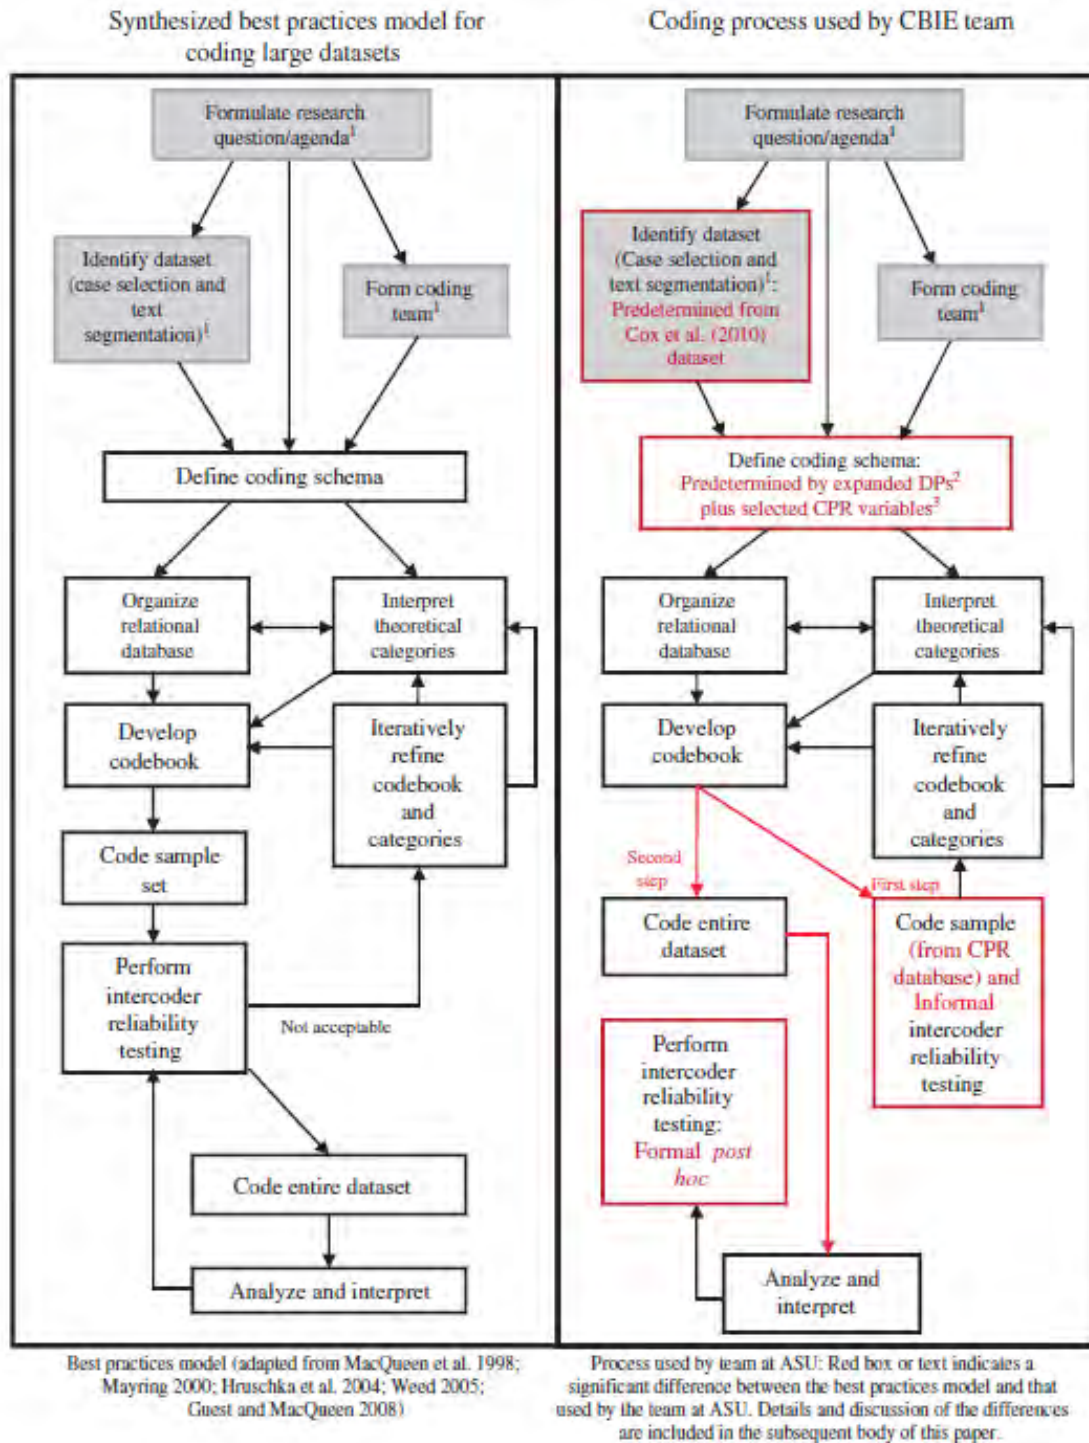 Synthesized best practices model for
coding large datasets
Formulate research
question/agenda1
Identify dataset
(case selection and
text
segmentation)1
Form coding
team1
Define coding schema
Organize
relational
database
Interpret
theoretical
categories
Develop
codebook
Iteratively
refine
codebook
and
categories
Code sample
set
Perform
intercoder
reliability
testing
Not acceptable
Code entire dataset
Analyze and interpret
Best practices model (adapted from MacQueen et al. 1998;
Mayring 2000; Hruschka et al. 2004; Weed 2005;
Guest and MacQueen 2008)
Coding process used by CBIE team
Formulate research
question/agenda1
Identify dataset
(Case selection and
text segmentation)1:
Predetermined from
Cox et al. (2010)
dataset
Form coding
team1
Define coding schema:
Predetermined by expanded DPs2
plus selected CPR variables3
Organize
relational
database
Interpret
theoretical
categories
Develop
codebook
Iteratively
refine
codebook
and
categories
Second
step
First step
Code entire
dataset
Code sample
(from CPR
database) and
Informal
intercoder
reliability
testing
Perform
intercoder
reliability
testing:
Formal post
hoc
Analyze and
interpret
Process used by team at ASU: Red box or text indicates a
significant difference between the best practices model and that
used by the team at ASU. Details and discussion of the differences
are included in the subsequent body of this paper.